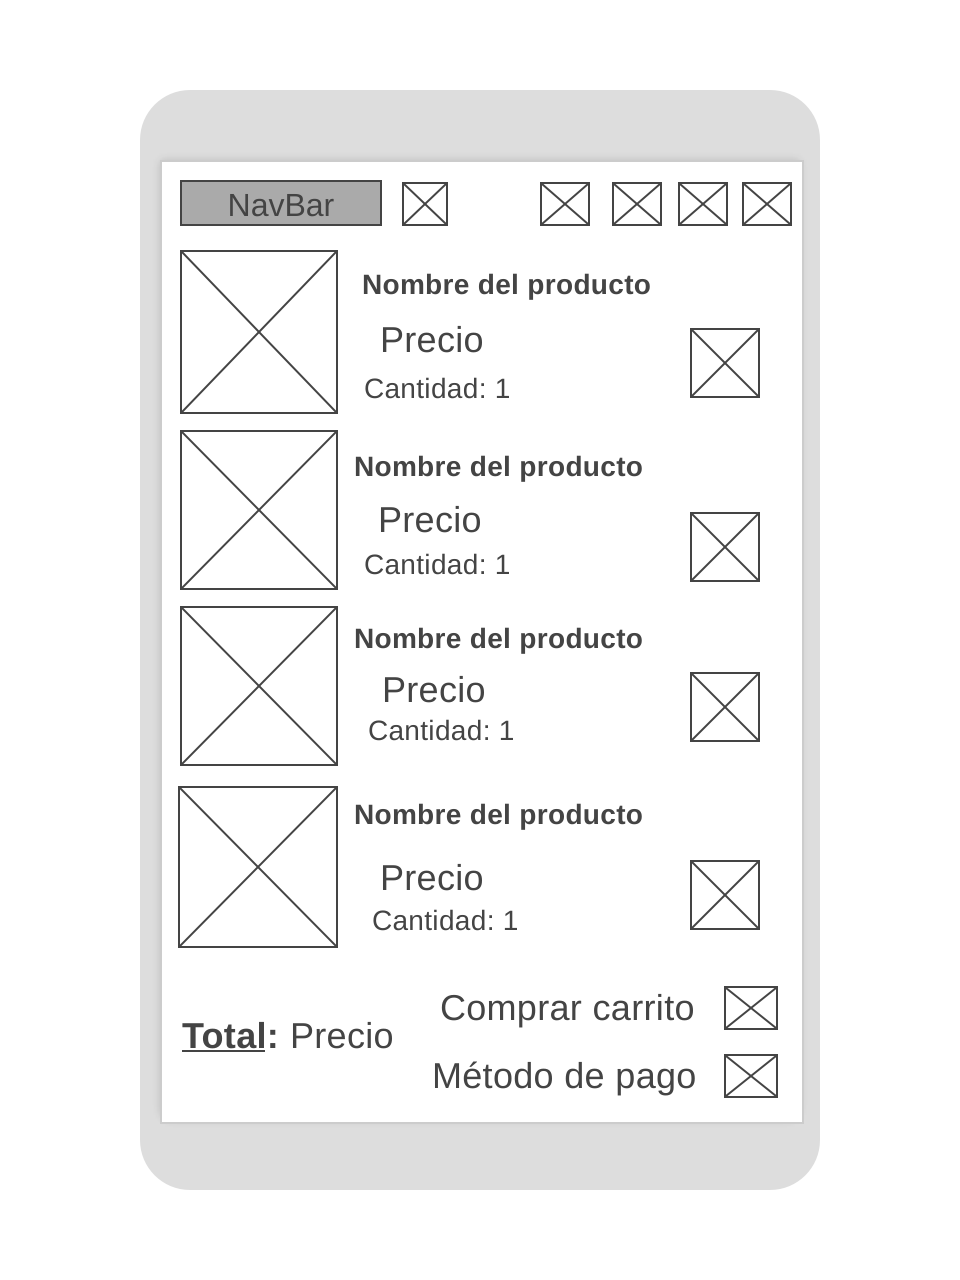 NavBar
Nombre del producto
Precio
Cantidad: 1
Nombre del producto
Precio
Cantidad: 1
Nombre del producto
Precio
Cantidad: 1
Nombre del producto
Precio
Cantidad: 1
Comprar carrito
Total: Precio
Método de pago